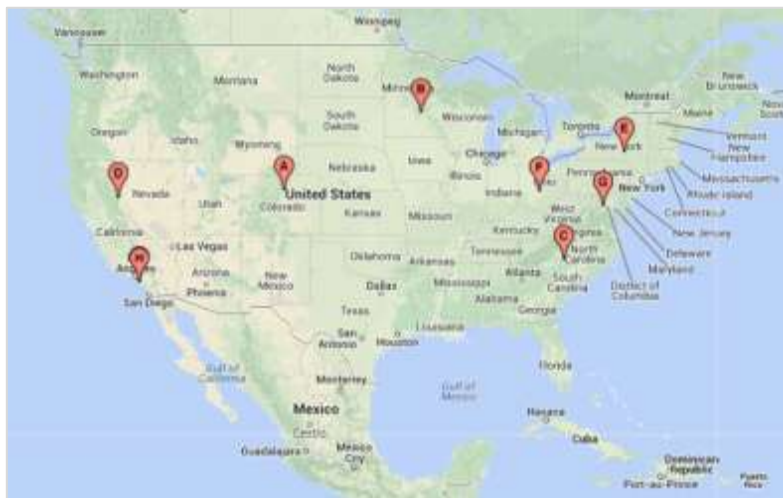 Winnipeg
Vancouver
Washington
Montana
North
Dakota
B
Montreal
New
Brunswick
Maine
Oregon
Idaho
South
Dakota
Wisconsin
Michigan
Toronto
E
New York
Vermont
New
Hampshire
Wyoming
Massachusetts
Rhode Island
Connecticut
New Jersey
Delaware
Maryland
District of
Columbia
D
Nevada
A
Nebraska
Iowa
Chicago
Illinois
Indiana
F
Pennsylvania
New York
G
United States
Colorado
Utah
Kansas
Missouri
West
Virginia
Kentucky
C
California
Las Vegas
H
San Diego
Arizona
Phoenix
New
Mexico
Oklahoma
Arkansas
Tennessee
North
Carolina
South
Carolina
Atlanta
Mississippi
Alabama
Georgia
Dallas
Texas
San
Antonio
Houston
Louisiana
Florida
Gulf of
California
Monterrey
Gulf of
Mexico
Mexico
Havana
Cuba
Guadalajara
Mexico
City
Dominican
Republic
Port-au-Prince
Puerto
Rico